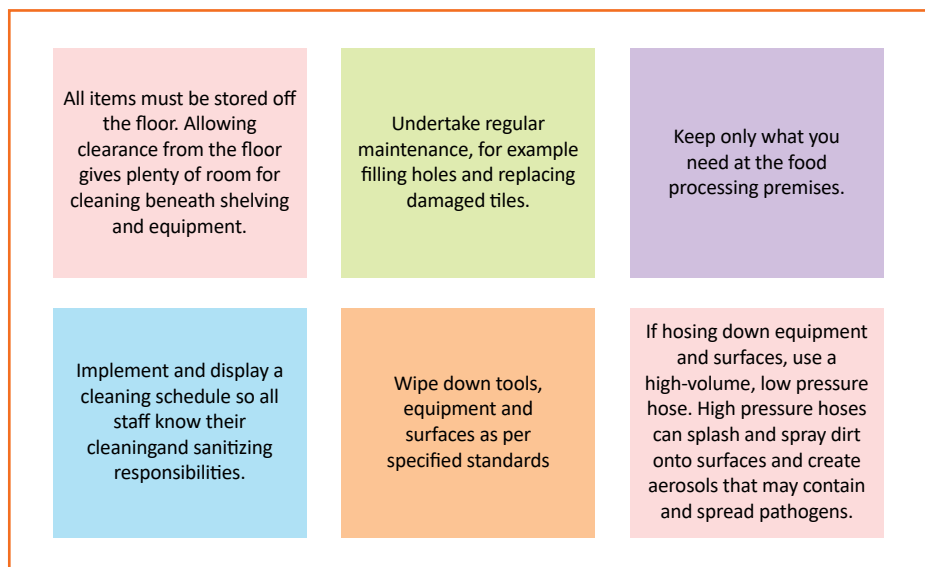 All items must be stored off
the floor. Allowing
clearance from the floor
gives plenty of room for
cleaning beneath shelving
and equipment.
Undertake regular
maintenance, for example
filling holes and replacing
damaged tiles.
Keep only what you
need at the food
processing premises.
Implement and display a
cleaning schedule so all
staff know their
cleaningand sanitizing
responsibilities.
Wipe down tools,
equipment and
surfaces as per
specified standards
If hosing down equipment
and surfaces, use a
high-volume, low pressure
hose. High pressure hoses
can splash and spray dirt
onto surfaces and create
aerosols that may contain
and spread pathogens.